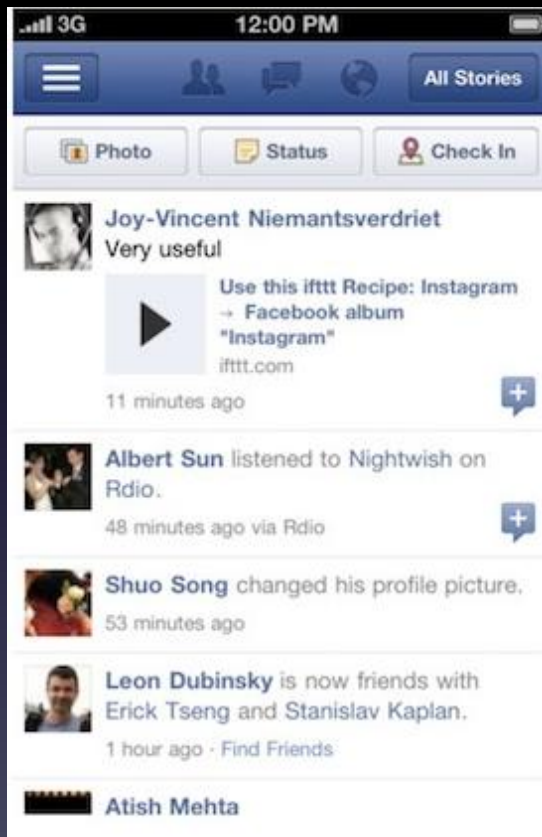 3G 12:00 PM
All Stories
Photo Status Check In
Joy-Vincent Niemantsverdriet
Very useful
Use this ifttt Recipe: Instagram
→ Facebook album
"Instagram"
ifttt.com
11 minutes ago
Albert Sun listened to Nightwish on
Rdio.
48 minutes ago via Rdio
Shuo Song changed his profile picture.
53 minutes ago
Leon Dubinsky is now friends with
Erick Tseng and Stanislav Kaplan.
1 hour ago · Find Friends
Atish Mehta